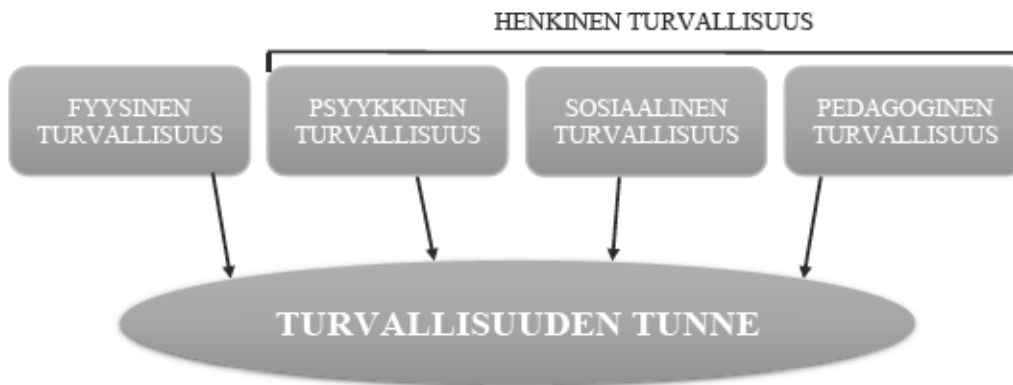 HENKINEN TURVALLISUUS
FYYSINEN
TURVALLISUUS
PSYYKKINEN
TURVALLISUUS
SOSIAALINEN
TURVALLISUUS
PEDAGOGINEN
TURVALLISUUS
TURVALLISUUDEN TUNNE